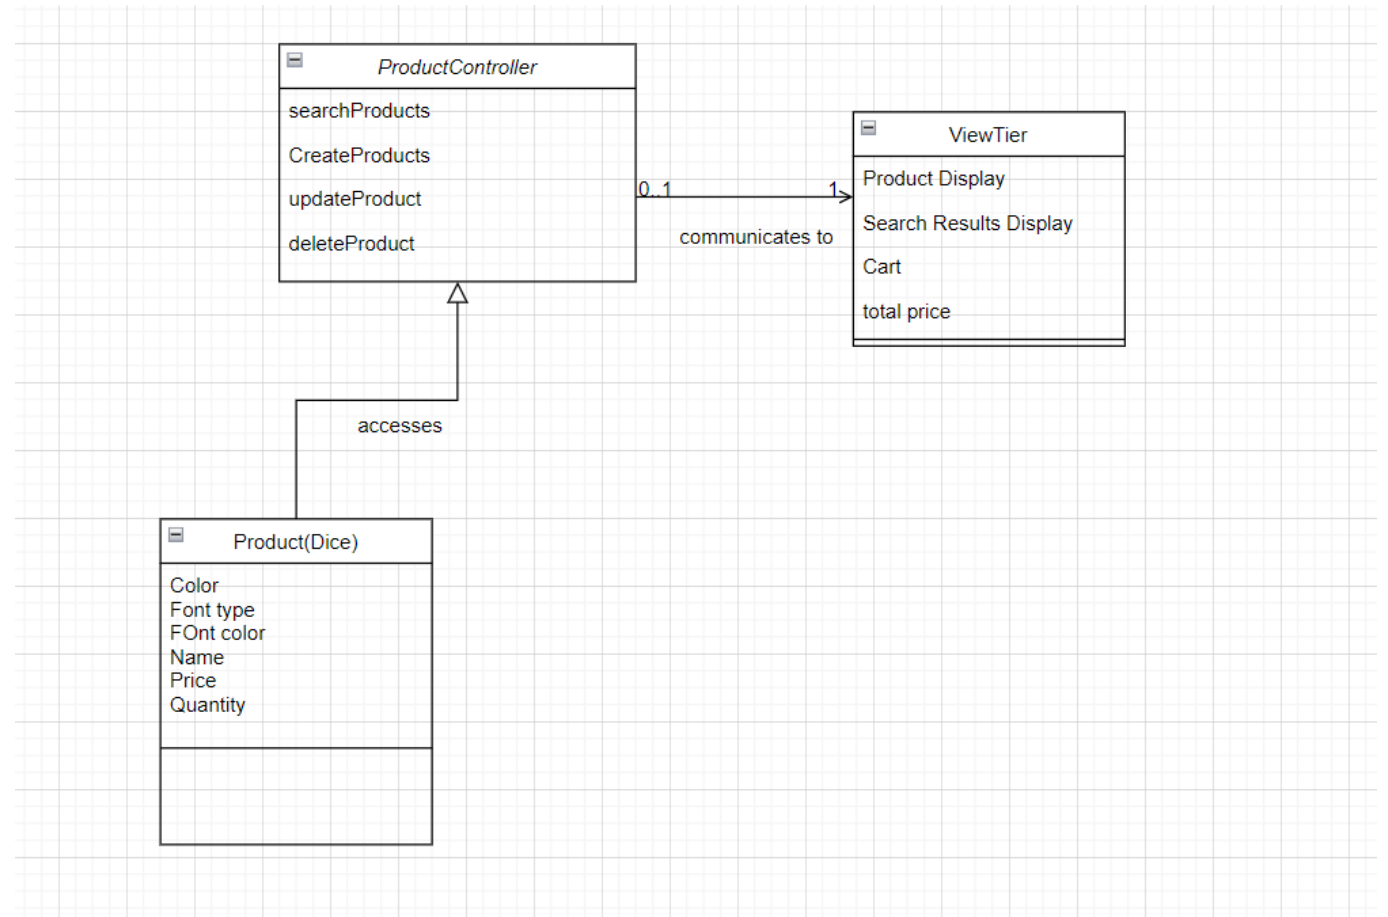 ProductController
searchProducts
CreateProducts
updateProduct
deleteProduct
0..1
1
communicates to
ViewTier
Product Display
Search Results Display
Cart
total price
accesses
Product(Dice)
Color
Font type
FOnt color
Name
Price
Quantity